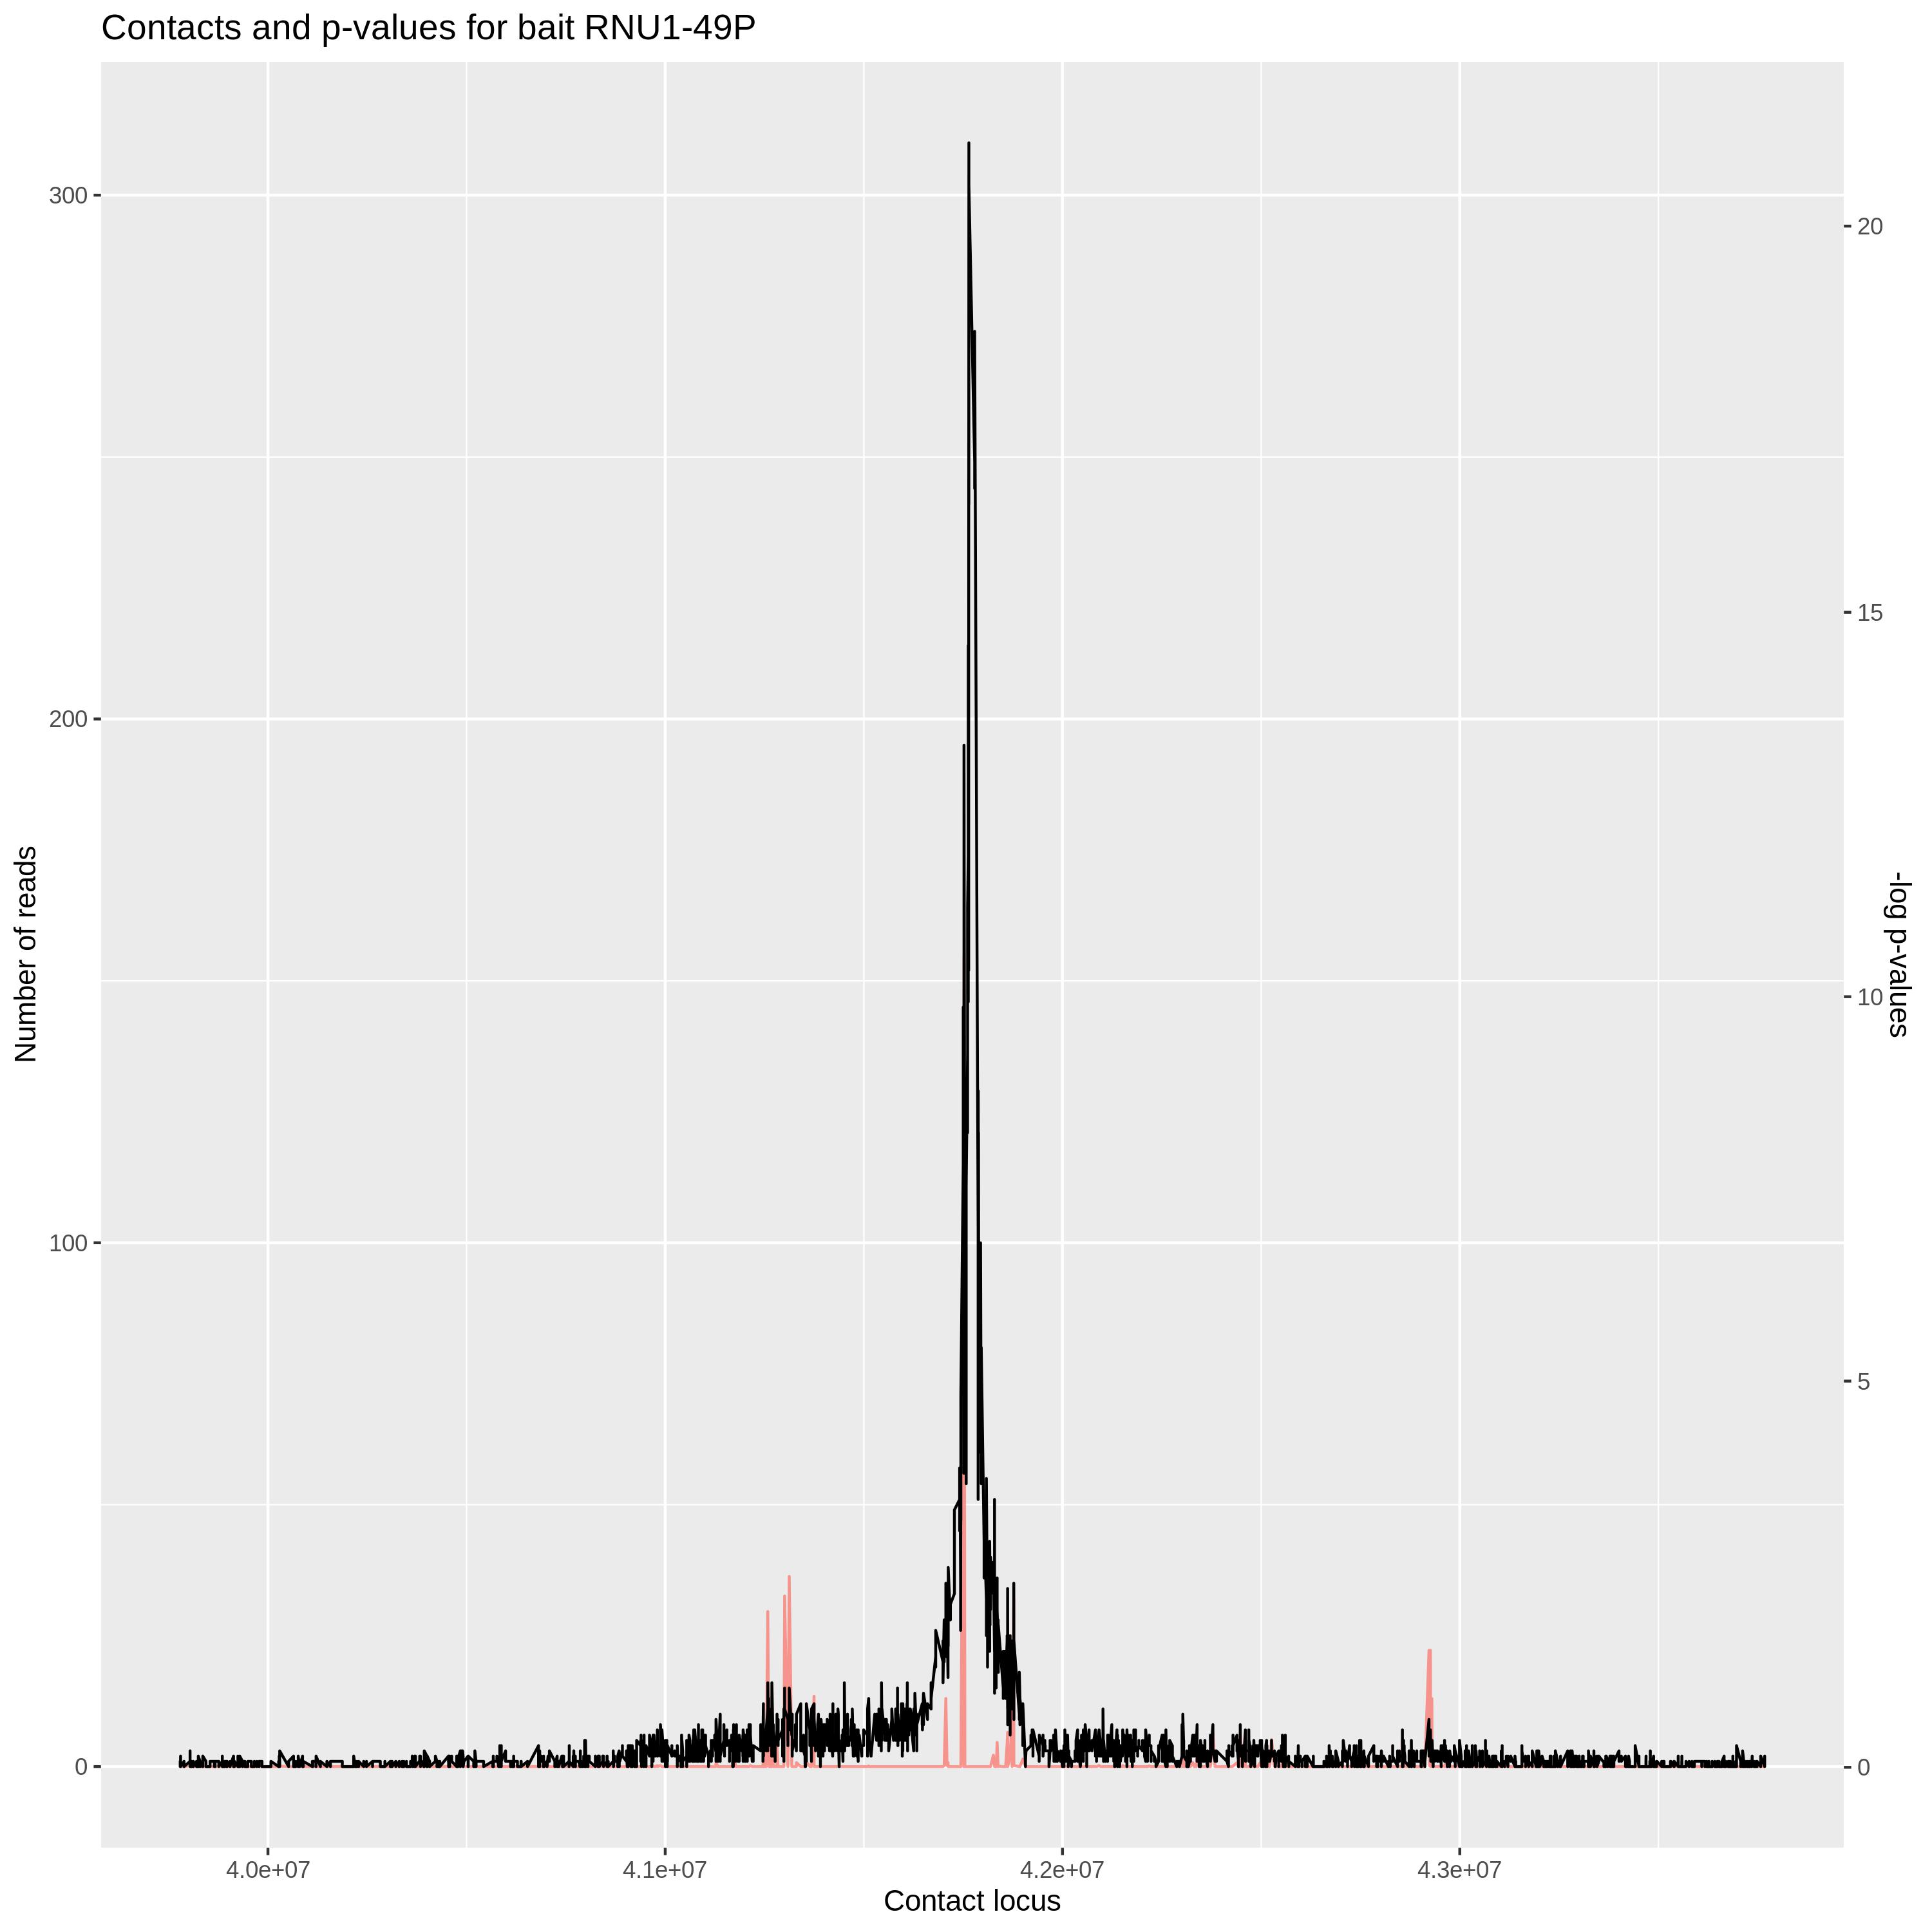 Contacts and p-values for bait RNU1-49P
300
200
100
0
Number of reads
20
15
10
5
0
-log p-values
4.0e+07
4.1e+07
4.2e+07
4.3e+07
Contact locus